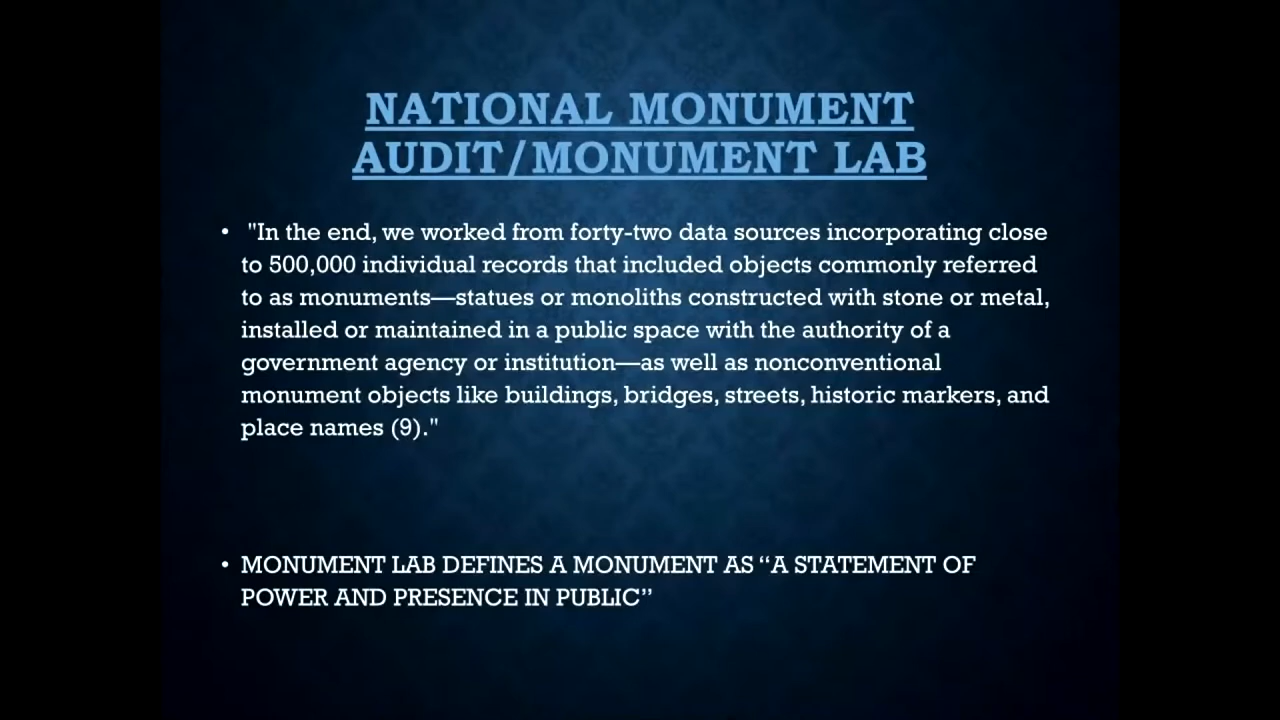 NATIONAL MONUMENT
AUDIT/MONUMENT LAB
• "In the end, we worked from forty-two data sources incorporating close
to 500,000 individual records that included objects commonly referred
to as monuments—statues or monoliths constructed with stone or metal,
installed or maintained in a public space with the authority of a
government agency or institution—as well as nonconventional
monument objects like buildings, bridges, streets, historic markers, and
place names (9)."
• MONUMENT LAB DEFINES A MONUMENT AS “A STATEMENT OF
POWER AND PRESENCE IN PUBLIC”